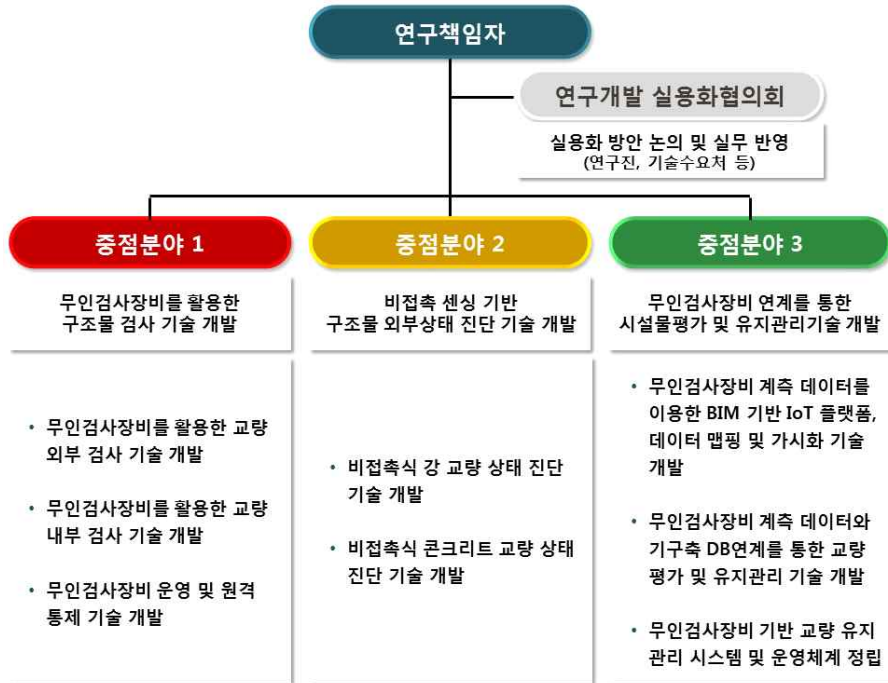 연구책임자
연구개발 실용화협의회
실용화 방안 논의 및 실무 반영
(연구진, 기술수요처 등)
중점분야 1
무인검사장비를 활용한
구조물 검사 기술 개발
• 무인검사장비를 활용한 교량
외부 검사 기술 개발
• 무인검사장비를 활용한 교량
내부 검사 기술 개발
• 무인검사장비 운영 및 원격
통제 기술 개발
중점분야 2
비접촉 센싱 기반
구조물 외부상태 진단 기술 개발
• 비접촉식 강 교량 상태 진단
기술 개발
• 비접촉식 콘크리트 교량 상태
진단 기술 개발
중점분야 3
무인검사장비 연계를 통한
시설물평가 및 유지관리기술 개발
• 무인검사장비 계측 데이터를
이용한 BIM 기반 IoT 플랫폼,
데이터 맵핑 및 가시화 기술
개발
• 무인검사장비 계측 데이터와
기구축 DB연계를 통한 교량
평가 및 유지관리 기술 개발
• 무인검사장비 기반 교량 유지
관리 시스템 및 운영체계 정립